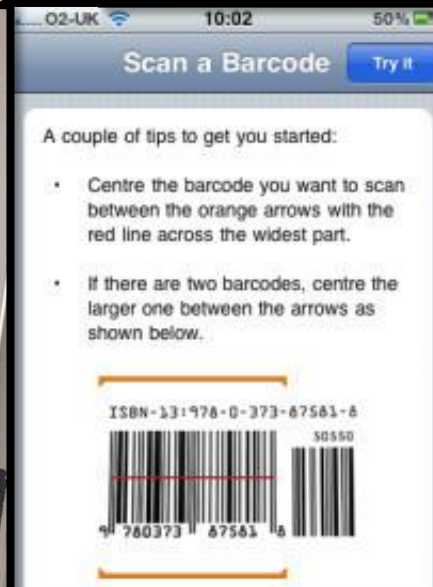 O2-UK 10:02 50%
Scan a Barcode Try it
A couple of tips to get you started:
· Centre the barcode you want to scan
between the orange arrows with the
red line across the widest part.
· If there are two barcodes, centre the
larger one between the arrows as
shown below.
ISBN-13:978-0-373-87581-8
50550
9 780373 87581 8